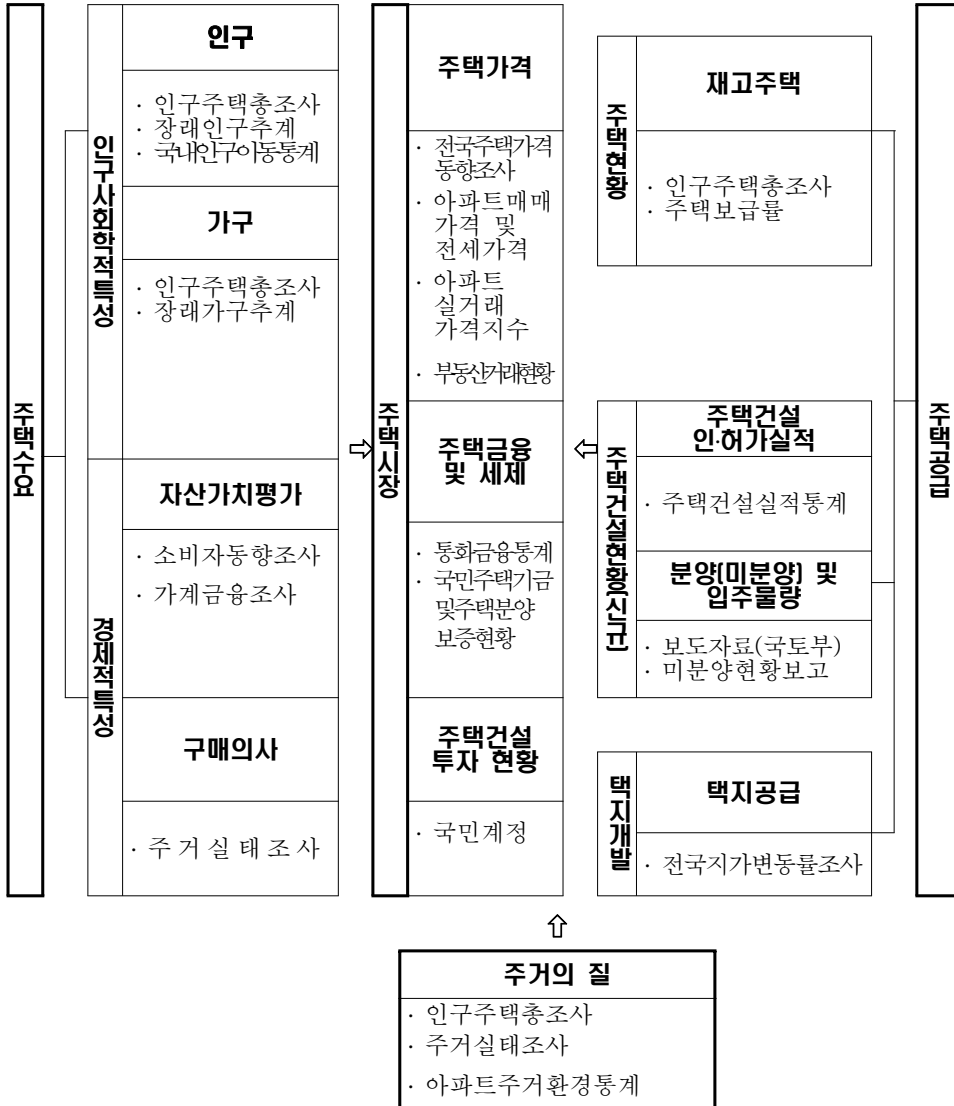 주택수요
인구사회학적특성
인구
· 인구주택총조사
· 장래인구추계
· 국내인구이동통계
가구
· 인구주택총조사
· 장래가구추계
경제적특성
자산가치평가
· 소비자동향조사
· 가계금융조사
구매의사
· 주거실태조사
⇨
주택시장
주택가격
· 전국주택가격
동향조사
· 아파트매매
가격 및
전세가격
· 아파트
실거래
가격지수
· 부동산거래현황
주택금융
및 세제
· 통화금융통계
· 국민주택기금
및주택분양
보증현황
주택건설
투자 현황
· 국민계정
⇦
주택현황
재고주택
· 인구주택총조사
· 주택보급률
주택건설현황(신규)
주택건설
인·허가실적
· 주택건설실적통계
분양(미분양) 및
입주물량
· 보도자료(국토부)
· 미분양현황보고
택지개발
택지공급
· 전국지가변동률조사
주택공급
⇧
주거의 질
· 인구주택총조사
· 주거실태조사
· 아파트주거환경통계